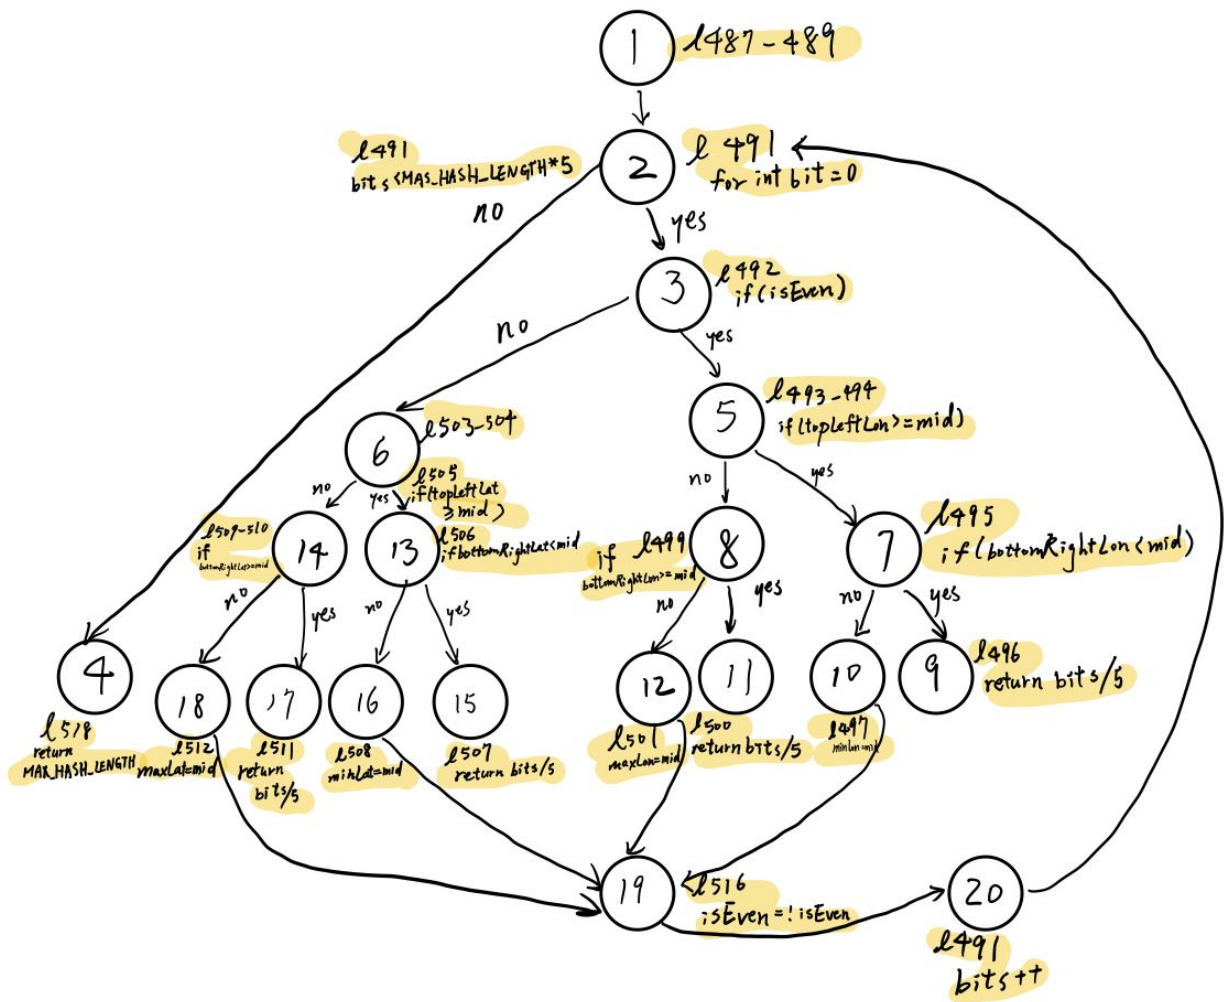 1
l487-489
l491
bits<MAS_HASH_LENGTH*5
2
l491
for int bit=0
no
yes
3
l492
if(isEven)
no
yes
6
l503-504
5
l493-494
if(topLeftLon>=mid)
no
yes
l505
if(topLeftLat
≥mid)
no
yes
l509-510
if
bottomRightLat>=mid
14
13
l506
if bottomRightLat<mid
if l499
bottomRightLon>=mid
8
7
l495
if(bottomRightLon<mid)
no
yes
no
yes
no
yes
no
yes
4
18
17
16
15
12
11
10
9
l496
return bits/5
l518
return
MAX_HASH_LENGTH
l512
maxLat=mid
l511
return
bits/5
l508
minLat=mid
l507
return bits/5
l501
maxLon=mid
l500
return bits/5
l497
minLon=mid
19
l516
isEven=!isEven
20
l491
bits++